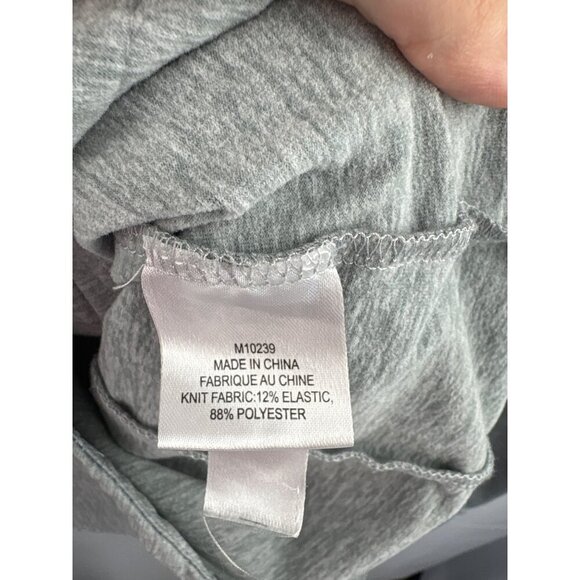 M10239
MADE IN CHINA
FABRIQUE AU CHINE
KNIT FABRIC:12% ELASTIC,
88% POLYESTER